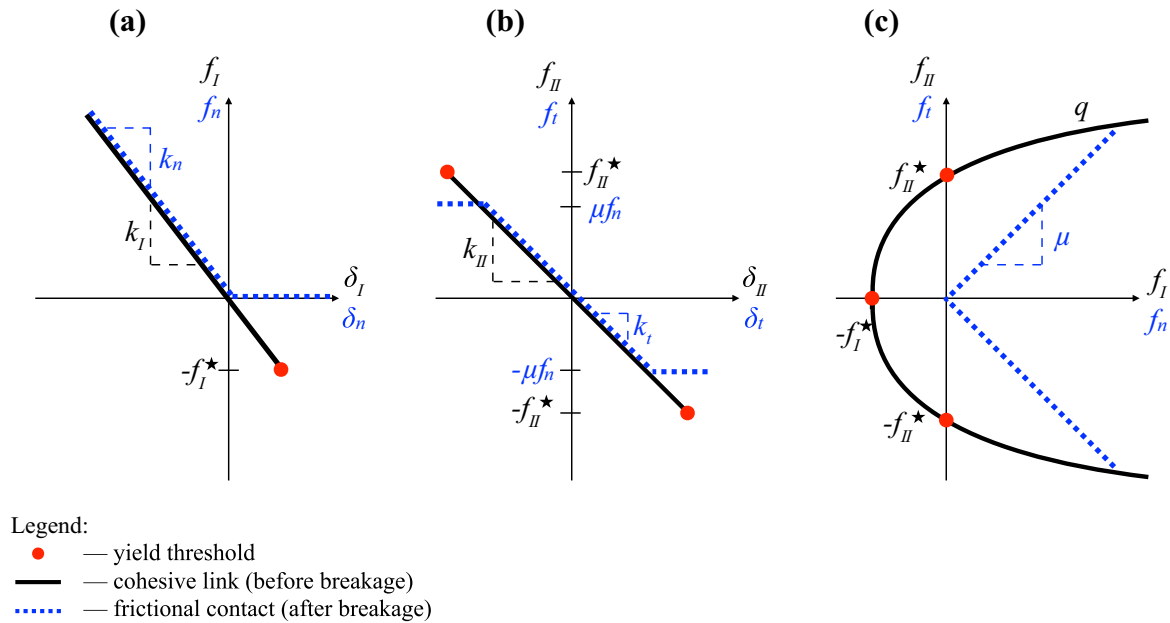 (a)
f_I
f_n
k_n
k_I
δ_I
δ_n
-f_I^★
(b)
f_II
f_t
f_II^★
μf_n
k_II
δ_II
δ_t
k_t
-μf_n
-f_II^★
(c)
f_II
f_t
q
f_II^★
μ
f_I
f_n
-f_I^★
-f_II^★
Legend:
— yield threshold
— cohesive link (before breakage)
— frictional contact (after breakage)